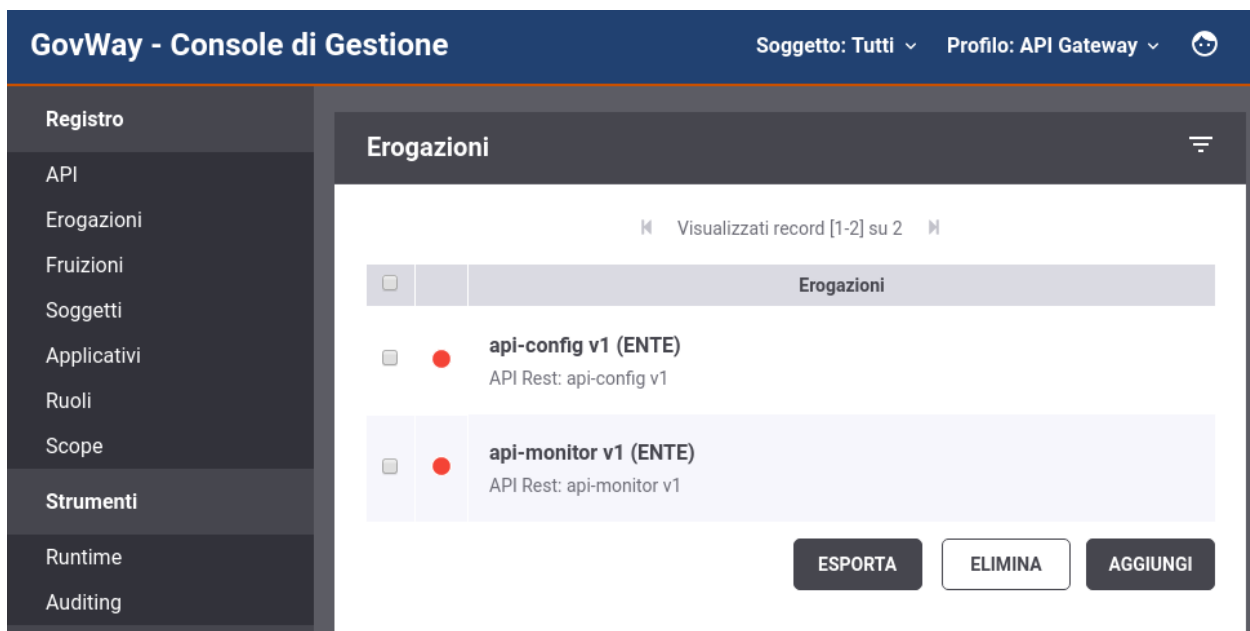 GovWay - Console di Gestione
Soggetto: Tutti
Profilo: API Gateway
Registro
API
Erogazioni
Fruizioni
Soggetti
Applicativi
Ruoli
Scope
Strumenti
Runtime
Auditing
Erogazioni
Visualizzati record [1-2] su 2
Erogazioni
api-config v1 (ENTE)
API Rest: api-config v1
api-monitor v1 (ENTE)
API Rest: api-monitor v1
ESPORTA
ELIMINA
AGGIUNGI